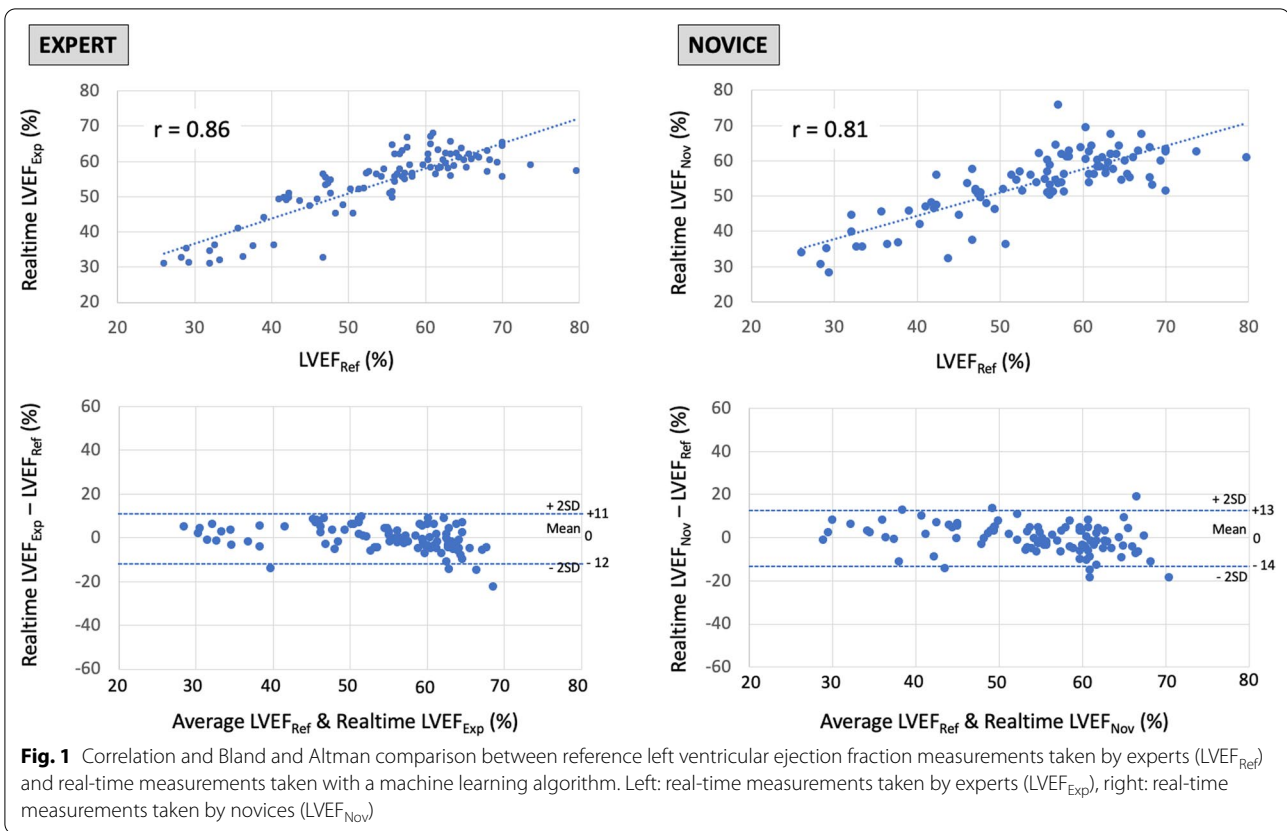 EXPERT
Realtime LVEF_Exp (%)
80
70
60
50
40
30
20
r = 0.86
20 30 40 50 60 70 80
LVEF_Ref (%)
NOVICE
Realtime LVEF_Nov (%)
80
70
60
50
40
30
20
r = 0.81
20 30 40 50 60 70 80
LVEF_Ref (%)
Realtime LVEF_Exp – LVEF_Ref (%)
60
40
20
0
-20
-40
-60
+ 2SD
+11
Mean
0
- 2SD
- 12
20 30 40 50 60 70 80
Average LVEF_Ref & Realtime LVEF_Exp (%)
Realtime LVEF_Nov – LVEF_Ref (%)
60
40
20
0
-20
-40
-60
+ 2SD
+13
Mean
0
- 14
- 2SD
20 30 40 50 60 70 80
Average LVEF_Ref & Realtime LVEF_Nov (%)
Fig. 1 Correlation and Bland and Altman comparison between reference left ventricular ejection fraction measurements taken by experts (LVEF_Ref)
and real-time measurements taken with a machine learning algorithm. Left: real-time measurements taken by experts (LVEF_Exp), right: real-time
measurements taken by novices (LVEF_Nov)